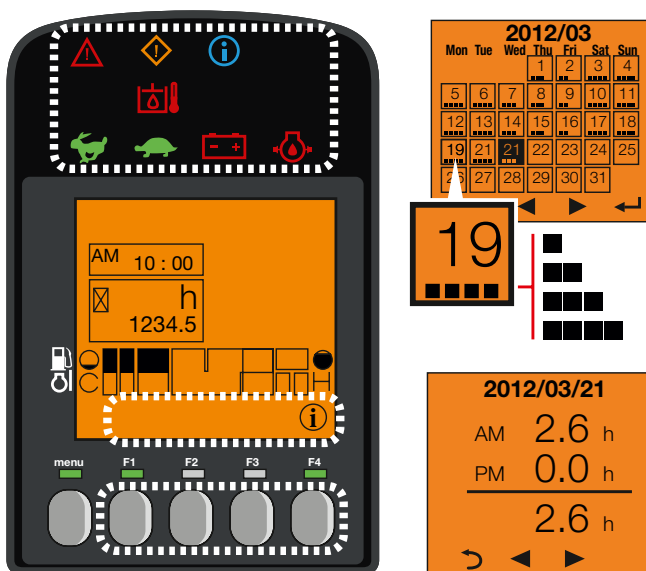 AM 10 : 00
h
1234.5
C H
i
menu F1 F2 F3 F4
2012/03
Mon Tue Wed Thu Fri Sat Sun
1 2 3 4
5 6 7 8 9 10 11
12 13 14 15 16 17 18
19 21 21 22 23 24 25
26 27 28 29 30 31
19
2012/03/21
AM 2.6 h
PM 0.0 h
2.6 h